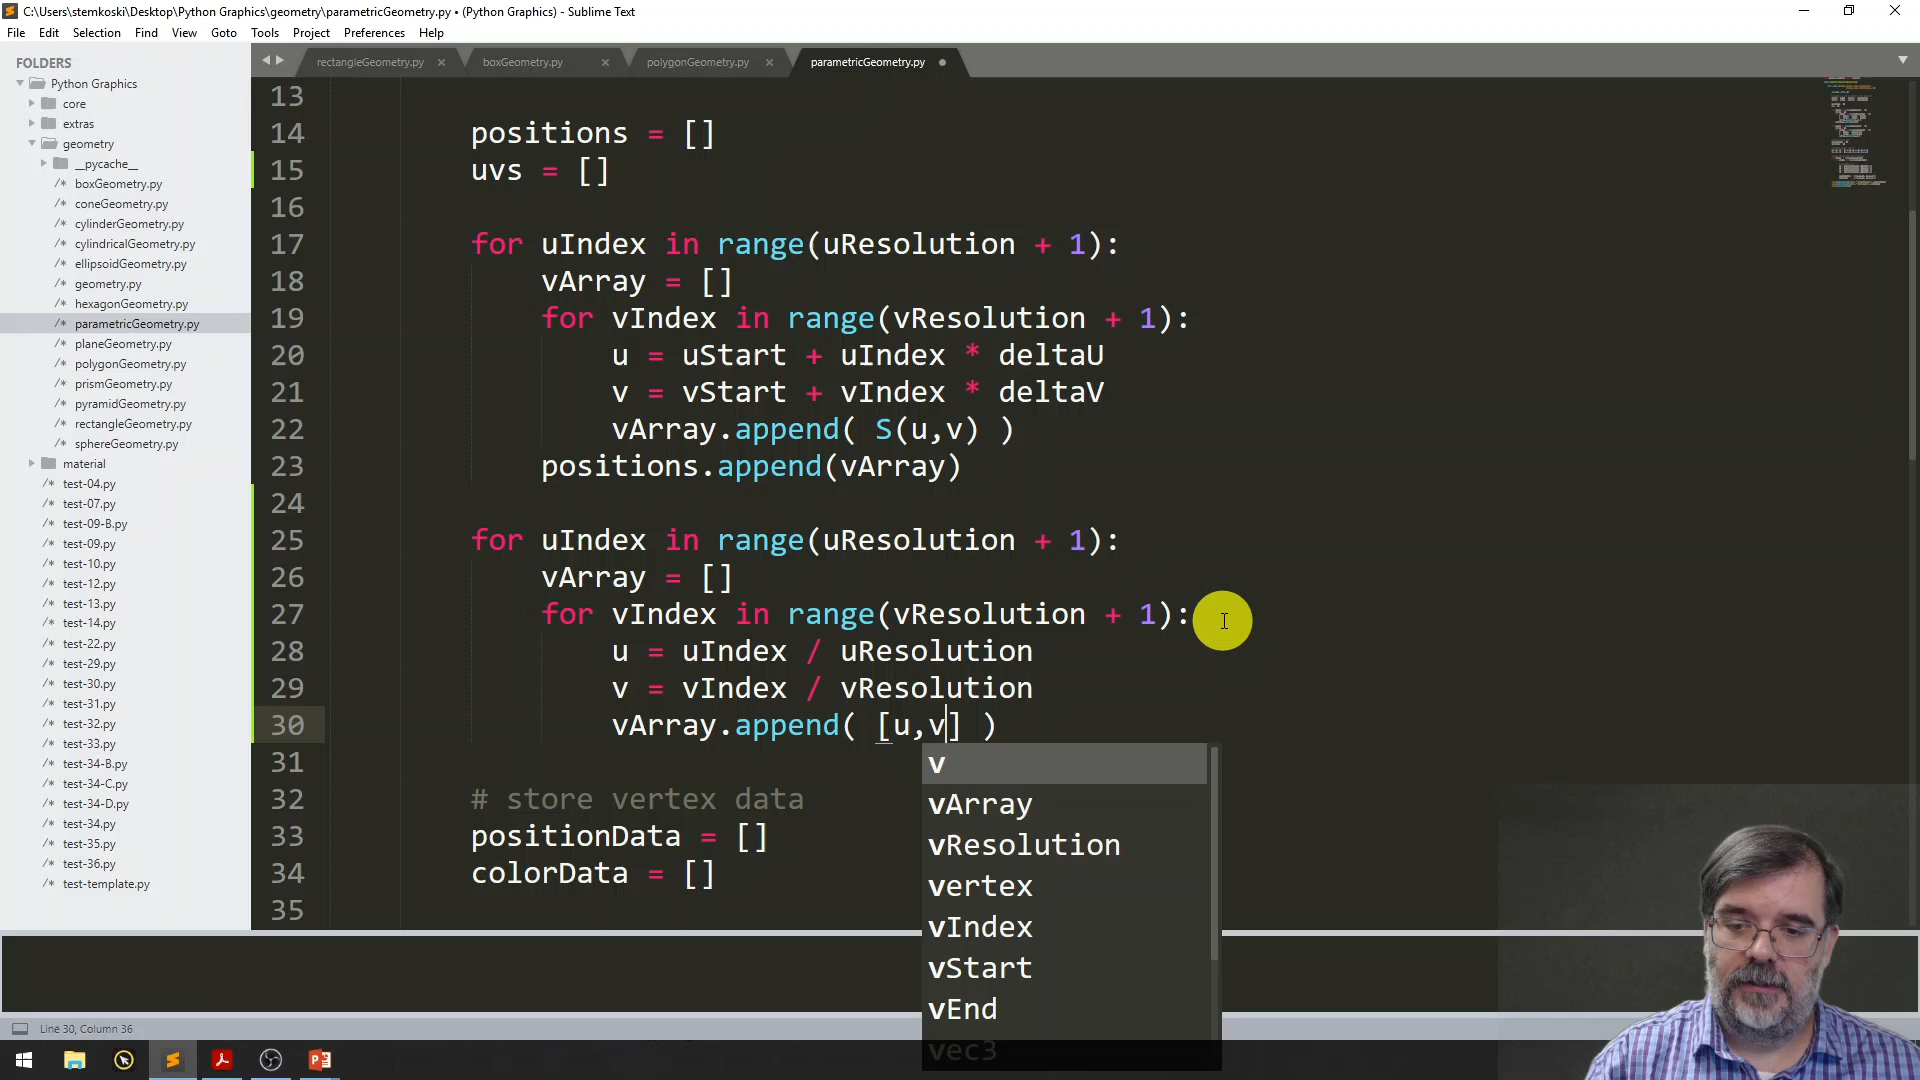 C:\Users\stemkoski\Desktop\Python Graphics\geometry\parametricGeometry.py • (Python Graphics) - Sublime Text
File Edit Selection Find View Goto Tools Project Preferences Help
FOLDERS
Python Graphics
core
extras
geometry
__pycache__
/* boxGeometry.py
/* coneGeometry.py
/* cylinderGeometry.py
/* cylindricalGeometry.py
/* ellipsoidGeometry.py
/* geometry.py
/* hexagonGeometry.py
/* parametricGeometry.py
/* planeGeometry.py
/* polygonGeometry.py
/* prismGeometry.py
/* pyramidGeometry.py
/* rectangleGeometry.py
/* sphereGeometry.py
material
/* test-04.py
/* test-07.py
/* test-09-B.py
/* test-09.py
/* test-10.py
/* test-12.py
/* test-13.py
/* test-14.py
/* test-22.py
/* test-29.py
/* test-30.py
/* test-31.py
/* test-32.py
/* test-33.py
/* test-34-B.py
/* test-34-C.py
/* test-34-D.py
/* test-34.py
/* test-35.py
/* test-36.py
/* test-template.py
rectangleGeometry.py × boxGeometry.py × polygonGeometry.py × parametricGeometry.py •
13
14 positions = []
15 uvs = []
16
17 for uIndex in range(uResolution + 1):
18 vArray = []
19 for vIndex in range(vResolution + 1):
20 u = uStart + uIndex * deltaU
21 v = vStart + vIndex * deltaV
22 vArray.append( S(u,v) )
23 positions.append(vArray)
24
25 for uIndex in range(uResolution + 1):
26 vArray = []
27 for vIndex in range(vResolution + 1):
28 u = uIndex / uResolution
29 v = vIndex / vResolution
30 vArray.append( [u,v] )
31
32 # store vertex data
33 positionData = []
34 colorData = []
35
v
vArray
vResolution
vertex
vIndex
vStart
vEnd
vec3
Line 30, Column 36